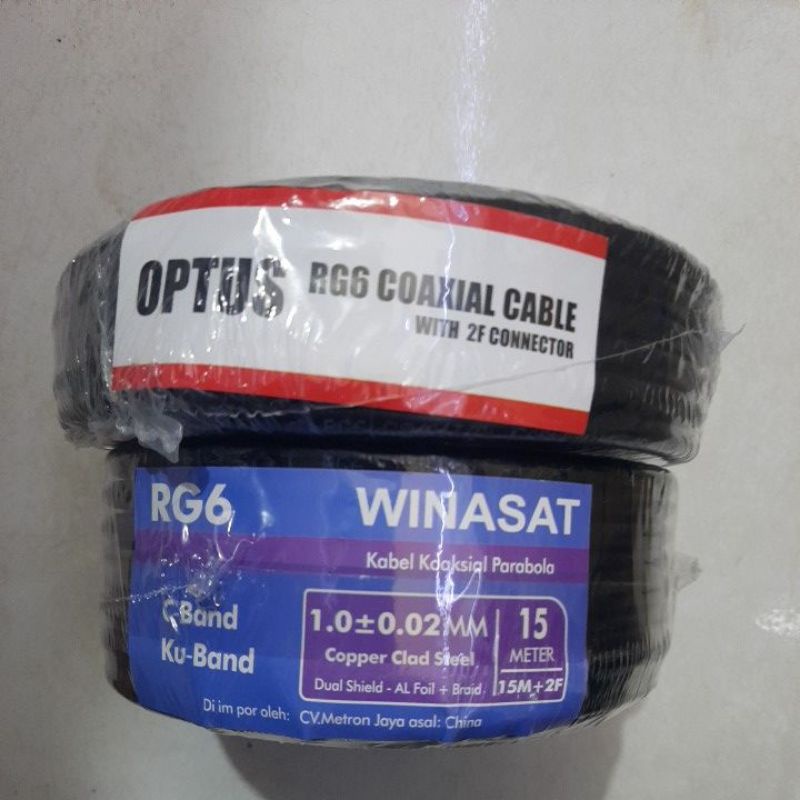 OPTUS
RG6 COAXIAL CABLE
WITH 2F CONNECTOR
RG6
WINASAT
Kabel Koaksial Parabola
C-Band
Ku-Band
1.0±0.02MM
Copper Clad Steel
Dual Shield - AL Foil + Braid
15
METER
15M+2F
Di im por oleh: CV.Metron Jaya asal: China